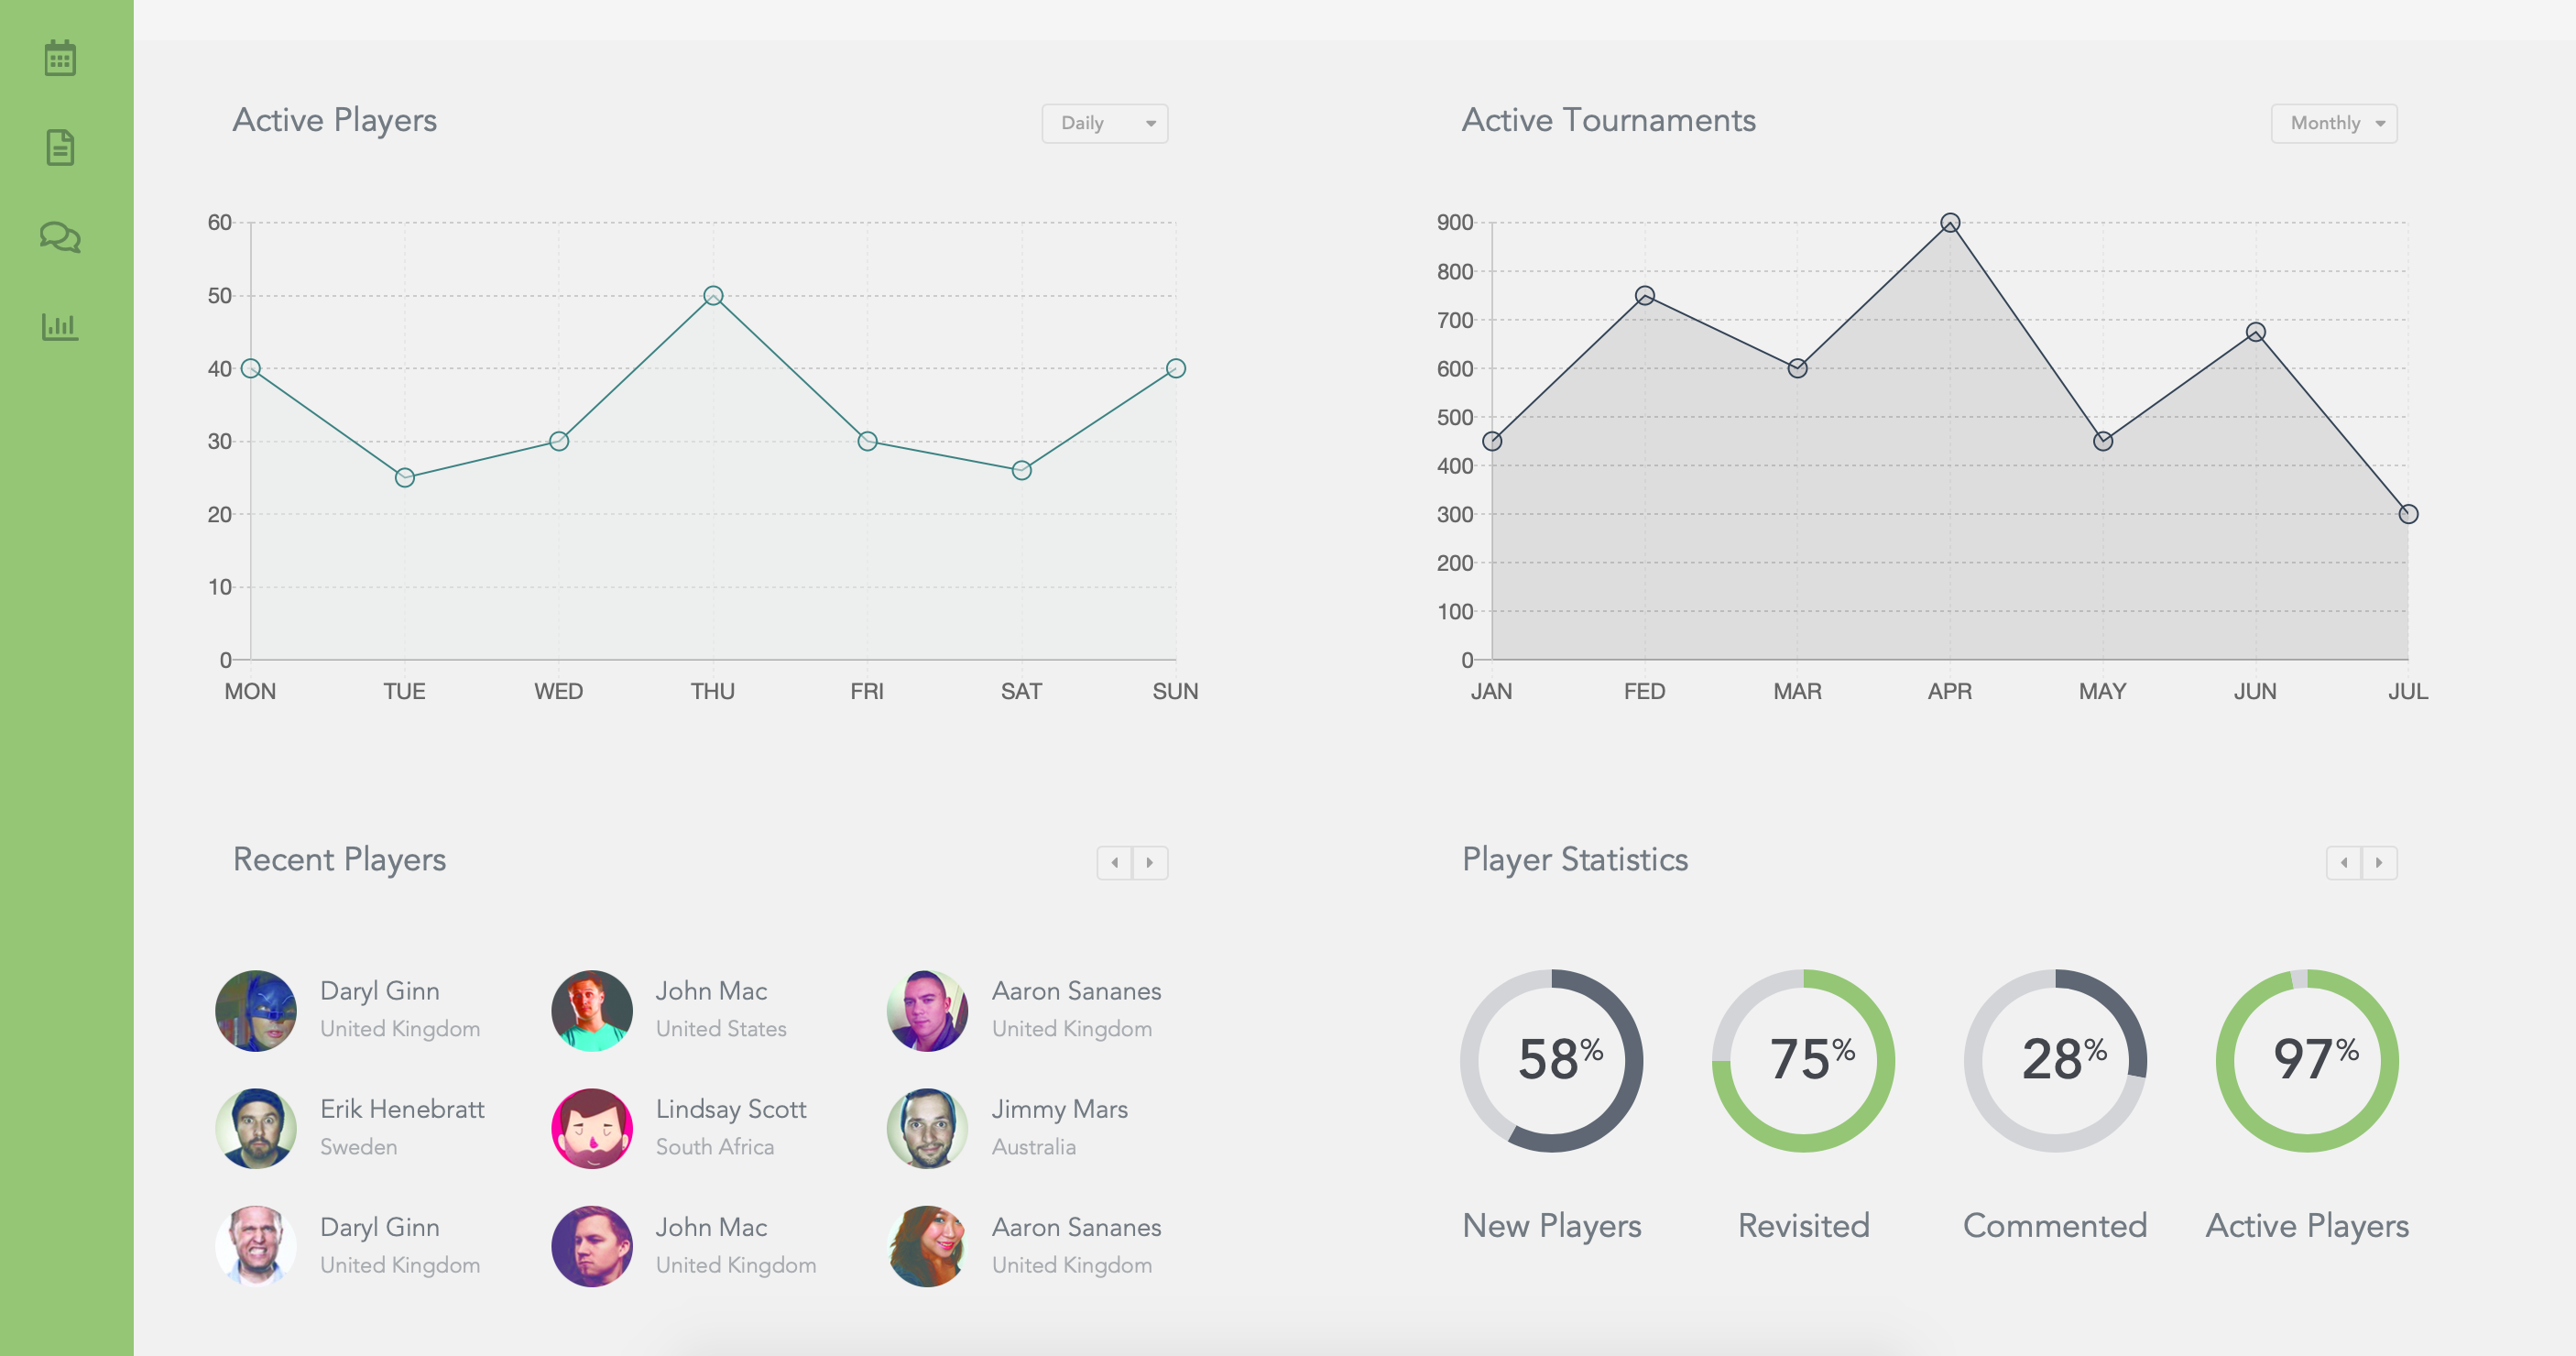 Active Players
Daily
60
50
40
30
20
10
0
MON TUE WED THU FRI SAT SUN
Active Tournaments
Monthly
900
800
700
600
500
400
300
200
100
0
JAN FED MAR APR MAY JUN JUL
Recent Players
Daryl Ginn
United Kingdom
John Mac
United States
Aaron Sananes
United Kingdom
Erik Henebratt
Sweden
Lindsay Scott
South Africa
Jimmy Mars
Australia
Daryl Ginn
United Kingdom
John Mac
United Kingdom
Aaron Sananes
United Kingdom
Player Statistics
58%
New Players
75%
Revisited
28%
Commented
97%
Active Players